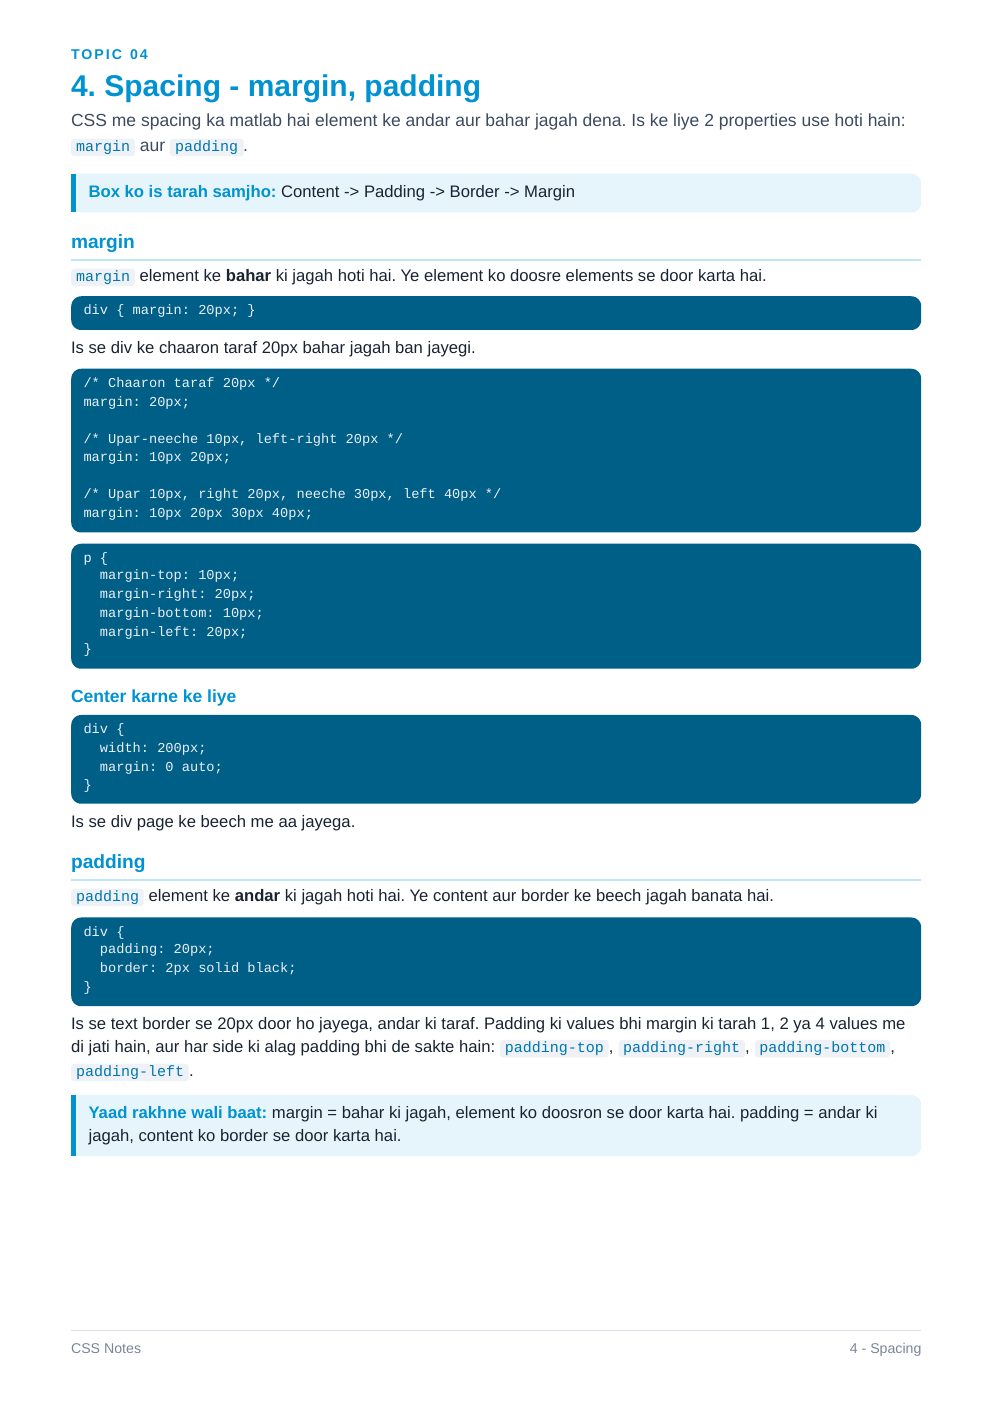 TOPIC 04
4. Spacing - margin, padding
CSS me spacing ka matlab hai element ke andar aur bahar jagah dena. Is ke liye 2 properties use hoti hain:
margin aur padding.
Box ko is tarah samjho: Content -> Padding -> Border -> Margin
margin
margin element ke bahar ki jagah hoti hai. Ye element ko doosre elements se door karta hai.
div { margin: 20px; }
Is se div ke chaaron taraf 20px bahar jagah ban jayegi.
/* Chaaron taraf 20px */
margin: 20px;
/* Upar-neeche 10px, left-right 20px */
margin: 10px 20px;
/* Upar 10px, right 20px, neeche 30px, left 40px */
margin: 10px 20px 30px 40px;
p {
  margin-top: 10px;
  margin-right: 20px;
  margin-bottom: 10px;
  margin-left: 20px;
}
Center karne ke liye
div {
  width: 200px;
  margin: 0 auto;
}
Is se div page ke beech me aa jayega.
padding
padding element ke andar ki jagah hoti hai. Ye content aur border ke beech jagah banata hai.
div {
  padding: 20px;
  border: 2px solid black;
}
Is se text border se 20px door ho jayega, andar ki taraf. Padding ki values bhi margin ki tarah 1, 2 ya 4 values me
di jati hain, aur har side ki alag padding bhi de sakte hain: padding-top, padding-right, padding-bottom,
padding-left.
Yaad rakhne wali baat: margin = bahar ki jagah, element ko doosron se door karta hai. padding = andar ki
jagah, content ko border se door karta hai.
CSS Notes
4 - Spacing